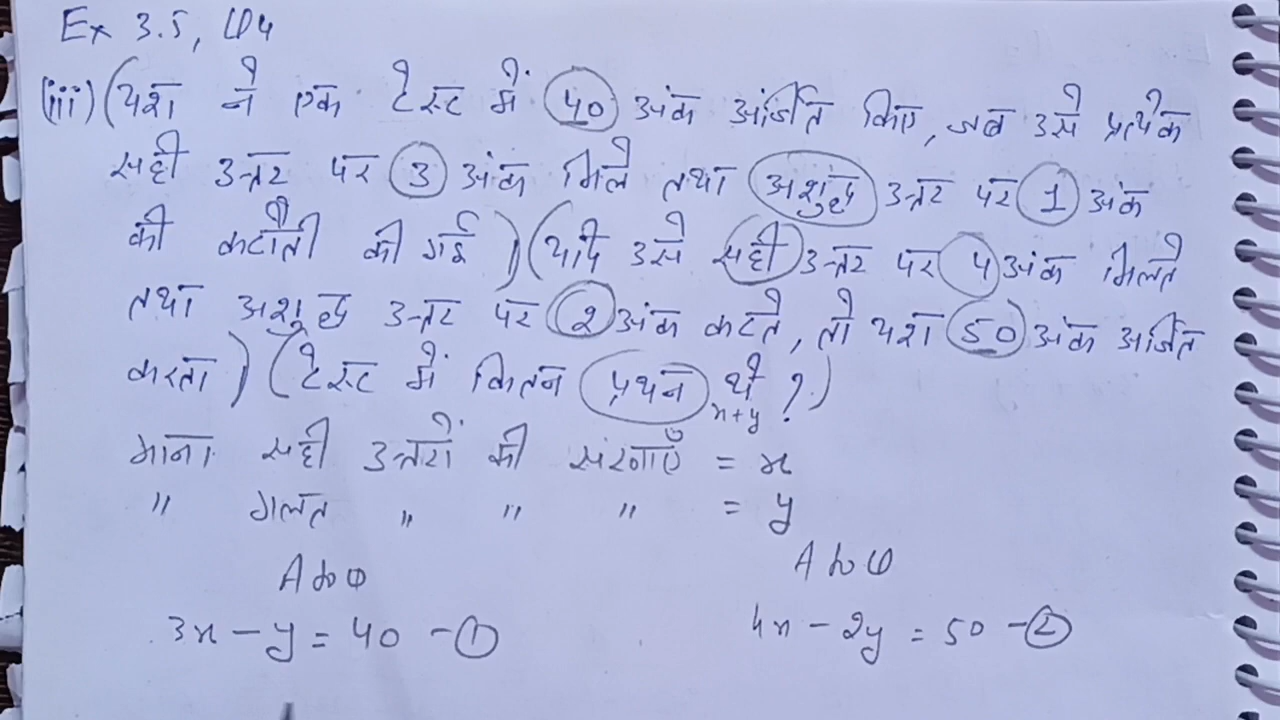 Ex 3.5, Q4
(iii) (यश ने एक टेस्ट में 40 अंक अर्जित किए, जब उसे प्रत्येक
सही उत्तर पर 3 अंक मिले तथा अशुद्ध उत्तर पर 1 अंक
की कटौती की गई) (यदि उसे सही उत्तर पर 4 अंक मिलते
तथा अशुद्ध उत्तर पर 2 अंक कटते, तो यश 50 अंक अर्जित
करता) (टेस्ट में कितने प्रश्न थे ?)
x+y
माना सही उत्तरों की संख्याएँ = x
" गलत " " " = y
A to Q A to Q
3x - y = 40 - ① 4x - 2y = 50 - ②